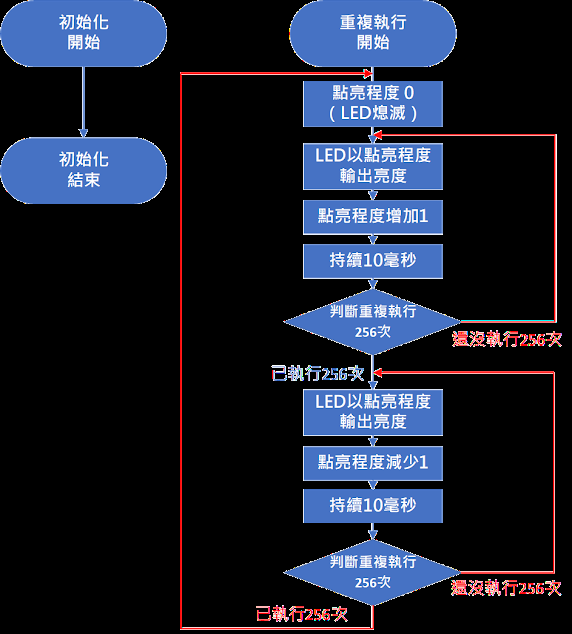 初始化
開始
初始化
結束
重複執行
開始
點亮程度 0
（LED熄滅）
LED以點亮程度
輸出亮度
點亮程度增加1
持續10毫秒
判斷重複執行
256次
還沒執行256次
已執行256次
LED以點亮程度
輸出亮度
點亮程度減少1
持續10毫秒
判斷重複執行
256次
還沒執行256次
已執行256次